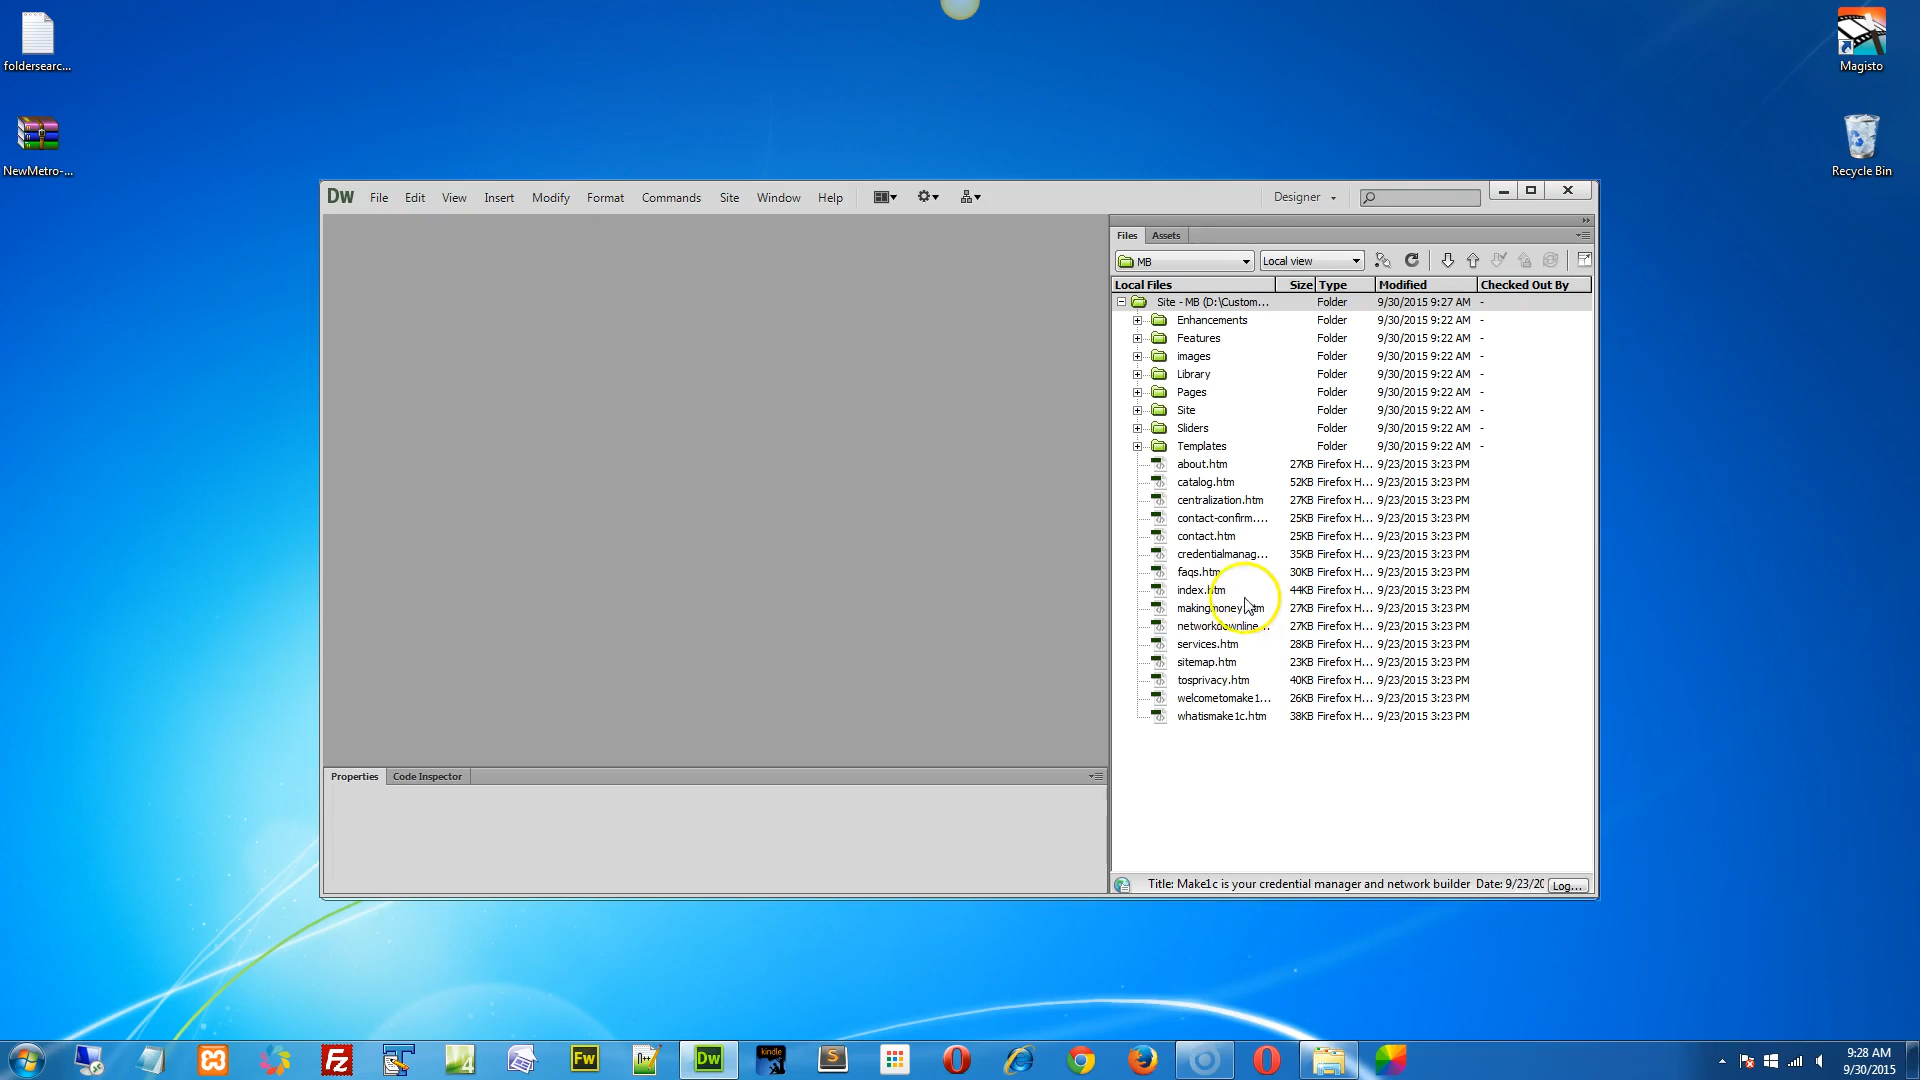 foldersearc...
NewMetro-...
Magisto
Recycle Bin
Dw File Edit View Insert Modify Format Commands Site Window Help Designer
Files Assets
MB Local view
Local Files Size Type Modified Checked Out By
Site - MB (D:\Custom... Folder 9/30/2015 9:27 AM -
Enhancements Folder 9/30/2015 9:22 AM -
Features Folder 9/30/2015 9:22 AM -
images Folder 9/30/2015 9:22 AM -
Library Folder 9/30/2015 9:22 AM -
Pages Folder 9/30/2015 9:22 AM -
Site Folder 9/30/2015 9:22 AM -
Sliders Folder 9/30/2015 9:22 AM -
Templates Folder 9/30/2015 9:22 AM -
about.htm 27KB Firefox H... 9/23/2015 3:23 PM
catalog.htm 52KB Firefox H... 9/23/2015 3:23 PM
centralization.htm 27KB Firefox H... 9/23/2015 3:23 PM
contact-confirm.... 25KB Firefox H... 9/23/2015 3:23 PM
contact.htm 25KB Firefox H... 9/23/2015 3:23 PM
credentialmanag... 35KB Firefox H... 9/23/2015 3:23 PM
faqs.htm 30KB Firefox H... 9/23/2015 3:23 PM
index.htm 44KB Firefox H... 9/23/2015 3:23 PM
makingmoney.htm 27KB Firefox H... 9/23/2015 3:23 PM
networkdownline... 27KB Firefox H... 9/23/2015 3:23 PM
services.htm 28KB Firefox H... 9/23/2015 3:23 PM
sitemap.htm 23KB Firefox H... 9/23/2015 3:23 PM
tosprivacy.htm 40KB Firefox H... 9/23/2015 3:23 PM
welcometomake1... 26KB Firefox H... 9/23/2015 3:23 PM
whatismake1c.htm 38KB Firefox H... 9/23/2015 3:23 PM
Properties Code Inspector
Title: Make1c is your credential manager and network builder Date: 9/23/20 Log...
Fz 4 Fw n++ Dw kindle S
9:28 AM
9/30/2015